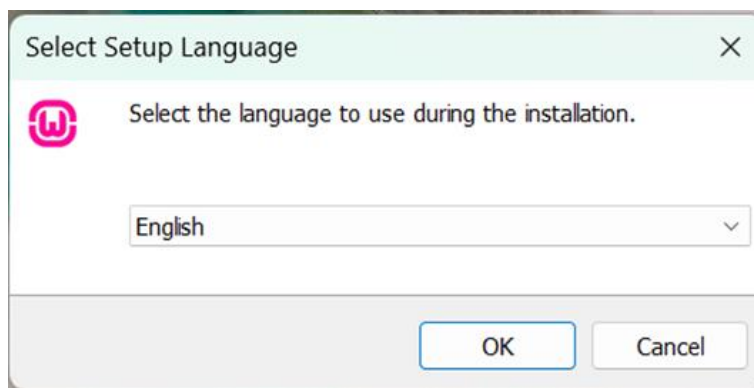 Select Setup Language
Select the language to use during the installation.
English
OK
Cancel